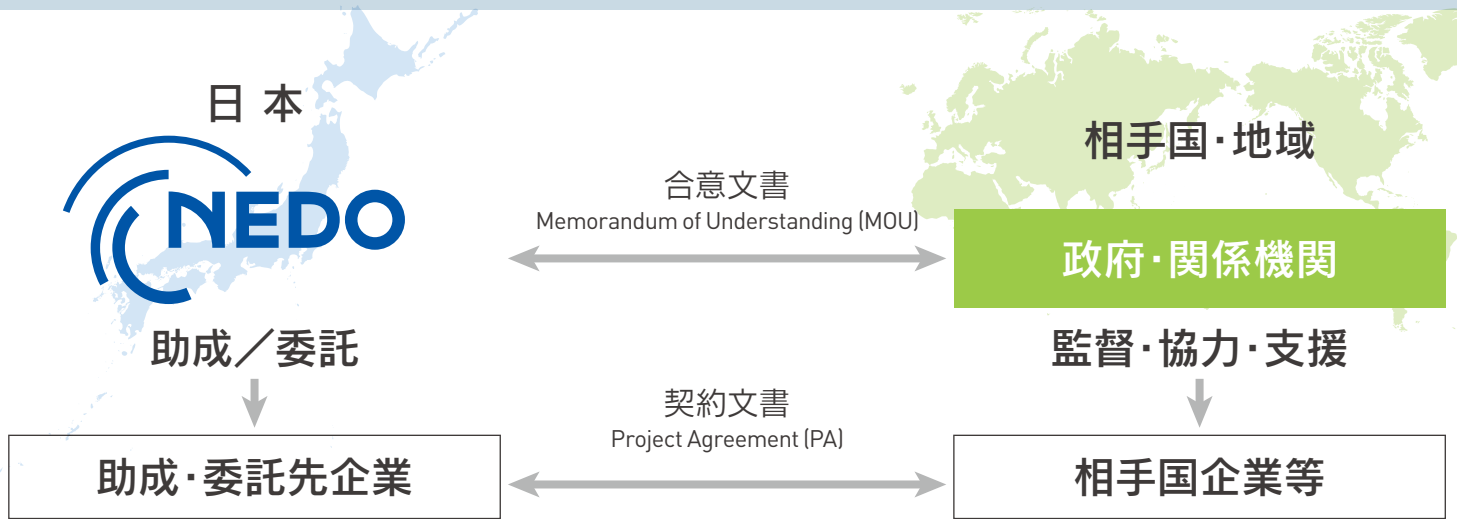 日 本
NEDO
助成／委託
助成･委託先企業
合意文書
Memorandum of Understanding (MOU)
契約文書
Project Agreement (PA)
相手国･地域
政府･関係機関
監督･協力･支援
相手国企業等